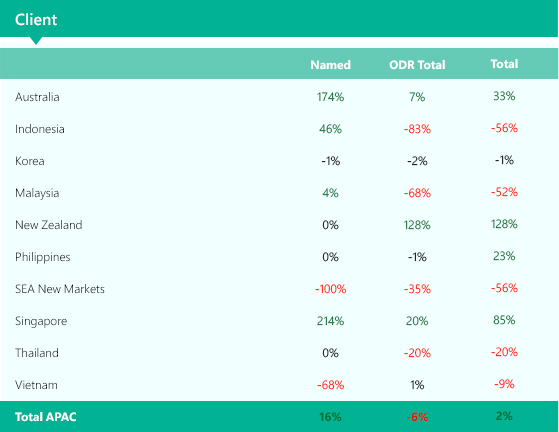 Client
Named ODR Total Total
Australia 174% 7% 33%
Indonesia 46% -83% -56%
Korea -1% -2% -1%
Malaysia 4% -68% -52%
New Zealand 0% 128% 128%
Philippines 0% -1% 23%
SEA New Markets -100% -35% -56%
Singapore 214% 20% 85%
Thailand 0% -20% -20%
Vietnam -68% 1% -9%
Total APAC 16% -6% 2%